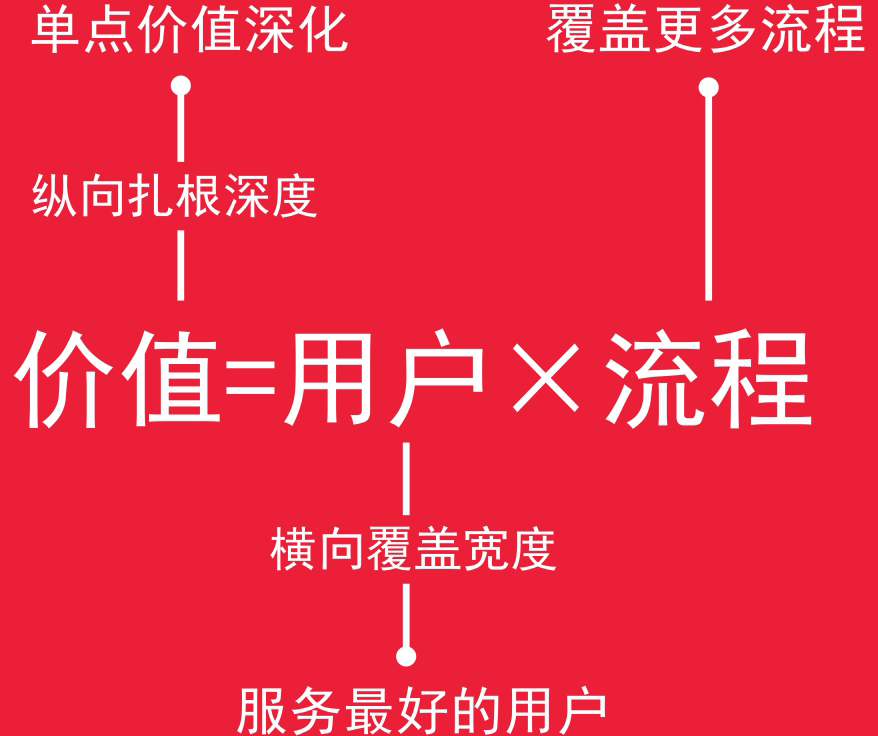 单点价值深化
覆盖更多流程
纵向扎根深度
价值=用户×流程
横向覆盖宽度
服务最好的用户